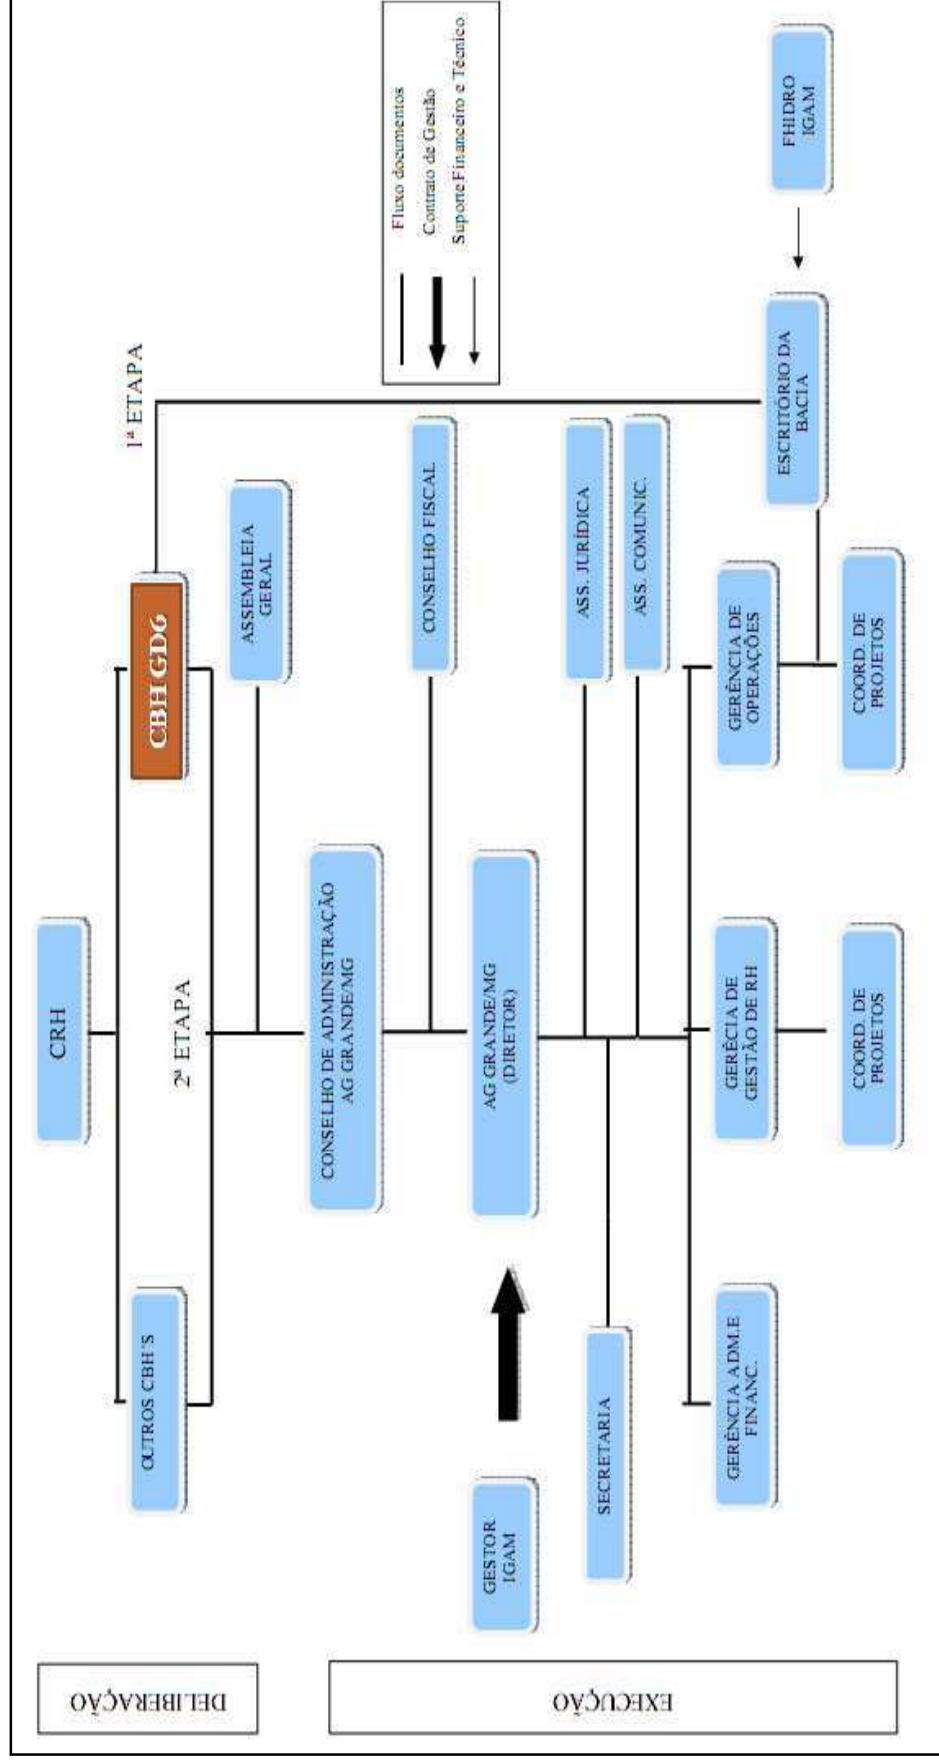 CRH
1ª ETAPA
OUTROS CBH´S
CBH GD6
2ª ETAPA
DELIBERAÇÃO
ASSEMBLEIA
GERAL
CONSELHO DE ADMINISTRAÇÃO
AG GRANDE/MG
Fluxo documentos
Contrato de Gestão
Suporte Financeiro e Técnico
CONSELHO FISCAL
GESTOR
IGAM
AG GRANDE/MG
(DIRETOR)
ASS. JURÍDICA
SECRETARIA
ASS. COMUNIC.
EXECUÇÃO
GERÊNCIA ADM.E
FINANC.
GERÊCIA DE
GESTÃO DE RH
GERÊNCIA DE
OPERAÇÕES
ESCRITÓRIO DA
BACIA
FHIDRO
IGAM
COORD. DE
PROJETOS
COORD. DE
PROJETOS